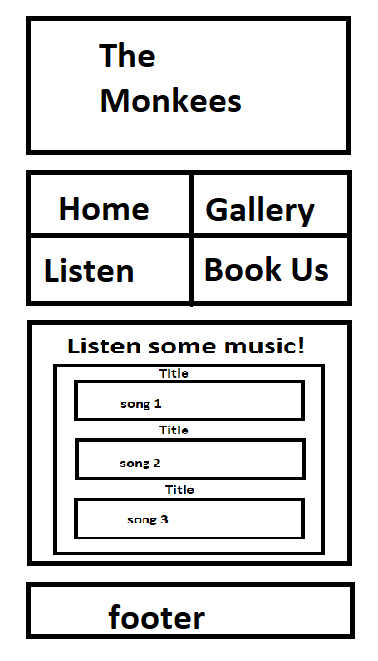 The
Monkees
Home
Gallery
Listen
Book Us
Listen some music!
Title
song 1
Title
song 2
Title
song 3
footer